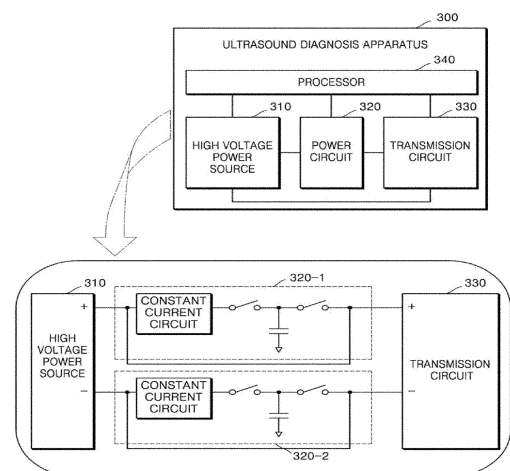 300
ULTRASOUND DIAGNOSIS APPARATUS
340
PROCESSOR
310
320
330
HIGH VOLTAGE
POWER
SOURCE
POWER
CIRCUIT
TRANSMISSION
CIRCUIT
310
320-1
330
+
CONSTANT
CURRENT
CIRCUIT
+
HIGH
VOLTAGE
POWER
SOURCE
TRANSMISSION
CIRCUIT
−
CONSTANT
CURRENT
CIRCUIT
−
320-2